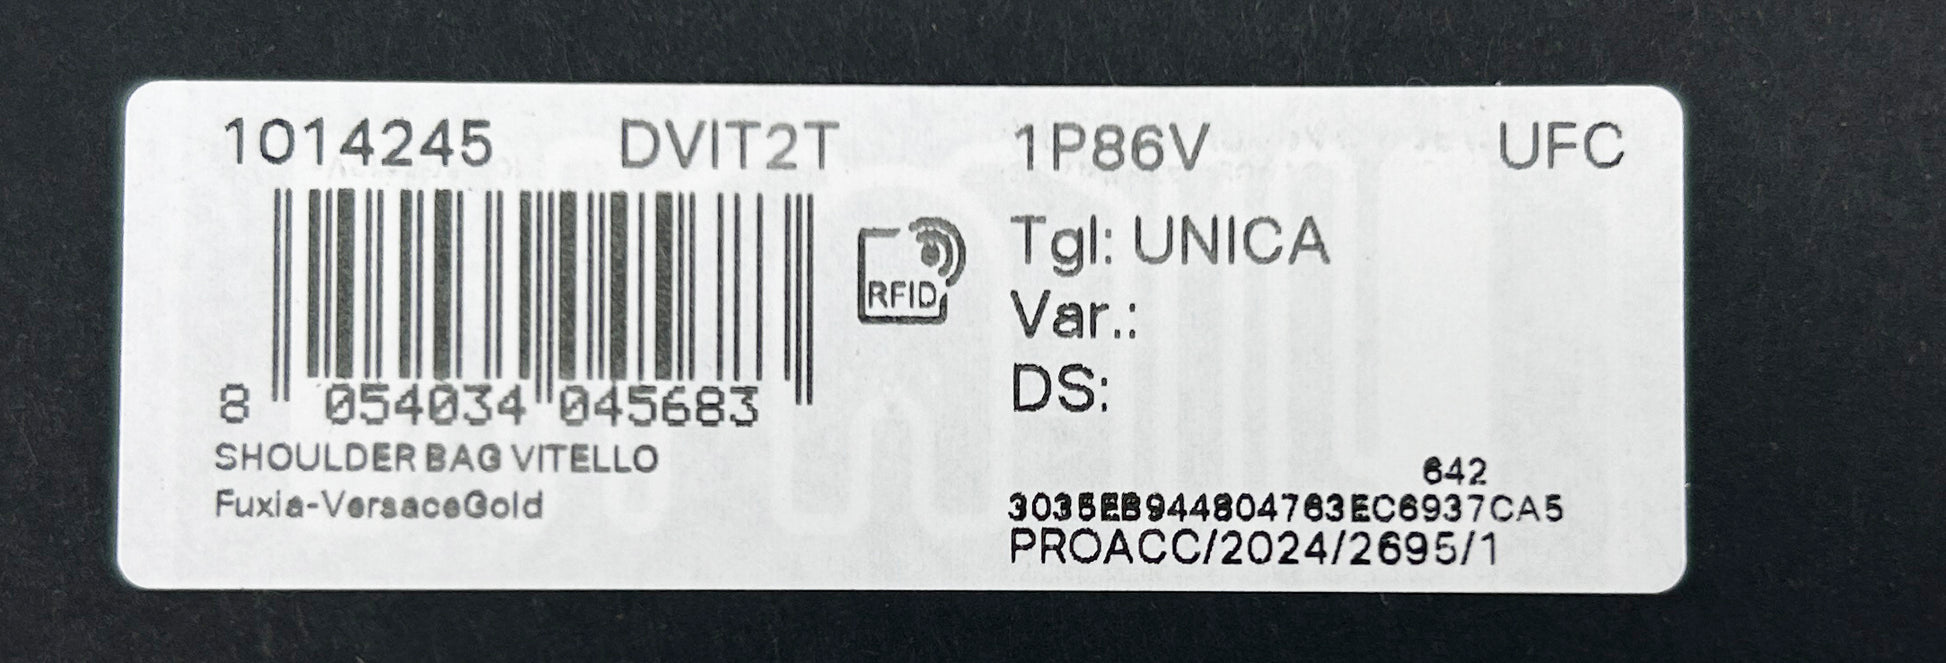 1014245 DVIT2T 1P86V UFC
RFID
Tgl: UNICA
Var.:
DS:
8 054034 045683
SHOULDER BAG VITELLO
Fuxia-VersaceGold
642
3035EB944804763EC6937CA5
PROACC/2024/2695/1